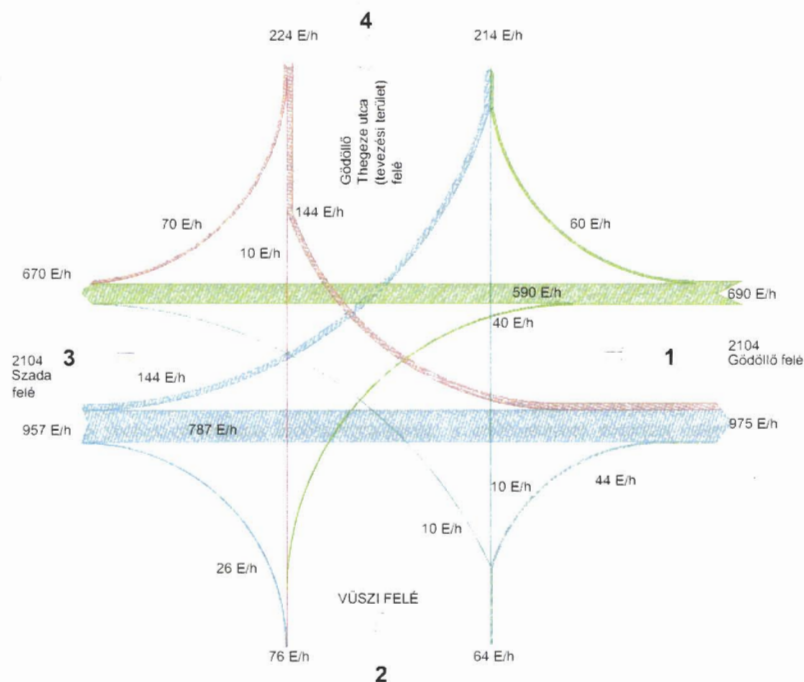 4
224 E/h
214 E/h
Gödöllő
Thegeze utca
(tevezési terület)
felé
70 E/h
144 E/h
10 E/h
60 E/h
670 E/h
590 E/h
690 E/h
40 E/h
2104
Szada
felé
3
1
2104
Gödöllő felé
144 E/h
957 E/h
787 E/h
975 E/h
10 E/h
44 E/h
10 E/h
26 E/h
VÜSZI FELÉ
76 E/h
64 E/h
2